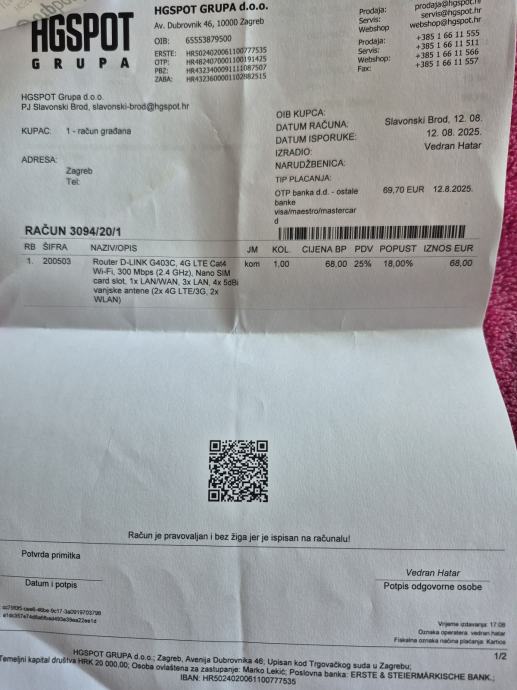 HGSPOT
GRUPA
HGSPOT GRUPA d.o.o.
Av. Dubrovnik 46, 10000 Zagreb
OIB: 65553879500
ERSTE: HR5024020061100777535
OTP: HR4824070001100191425
PBZ: HR4323400091111087507
ZABA: HR4323600001102882515
Prodaja: prodaja@hgspot.hr
Servis: servis@hgspot.hr
Webshop webshop@hgspot.hr
Prodaja: +385 1 66 11 555
Servis: +385 1 66 11 511
Webshop: +385 1 66 11 566
Fax: +385 1 66 11 557
HGSPOT Grupa d.o.o.
PJ Slavonski Brod, slavonski-brod@hgspot.hr
KUPAC: 1 - račun građana
ADRESA:
Zagreb
Tel:
OIB KUPCA:
DATUM RAČUNA: Slavonski Brod, 12. 08.
DATUM ISPORUKE: 12. 08. 2025.
IZRADIO: Vedran Hatar
NARUDŽBENICA:
TIP PLACANJA:
OTP banka d.d. - ostale 69,70 EUR 12.8.2025.
banke
visa/maestro/mastercar
d
RAČUN 3094/20/1
RB ŠIFRA NAZIV/OPIS JM KOL. CIJENA BP PDV POPUST IZNOS EUR
1. 200503 Router D-LINK G403C, 4G LTE Cat4 kom 1,00 68,00 25% 18,00% 68,00
Wi-Fi, 300 Mbps (2.4 GHz), Nano SIM
card slot, 1x LAN/WAN, 3x LAN, 4x 5dBi
vanjske antene (2x 4G LTE/3G, 2x
WLAN)
Račun je pravovaljan i bez žiga jer je ispisan na računalu!
Potvrda primitka
Datum i potpis
Vedran Hatar
Potpis odgovorne osobe
Vrijeme izdavanja: 17:08
Oznaka operatera: vedran hatar
Fiskalna oznaka načina plaćanja: Kartice
1/2
HGSPOT GRUPA d.o.o.; Zagreb, Avenija Dubrovnik 46; Upisan kod Trgovačkog suda u Zagrebu;
Temeljni kapital društva HRK 20 000,00; Osoba ovlaštena za zastupanje: Marko Lekić; Poslovna banka: ERSTE & STEIERMÄRKISCHE BANK.;
IBAN: HR5024020061100777535